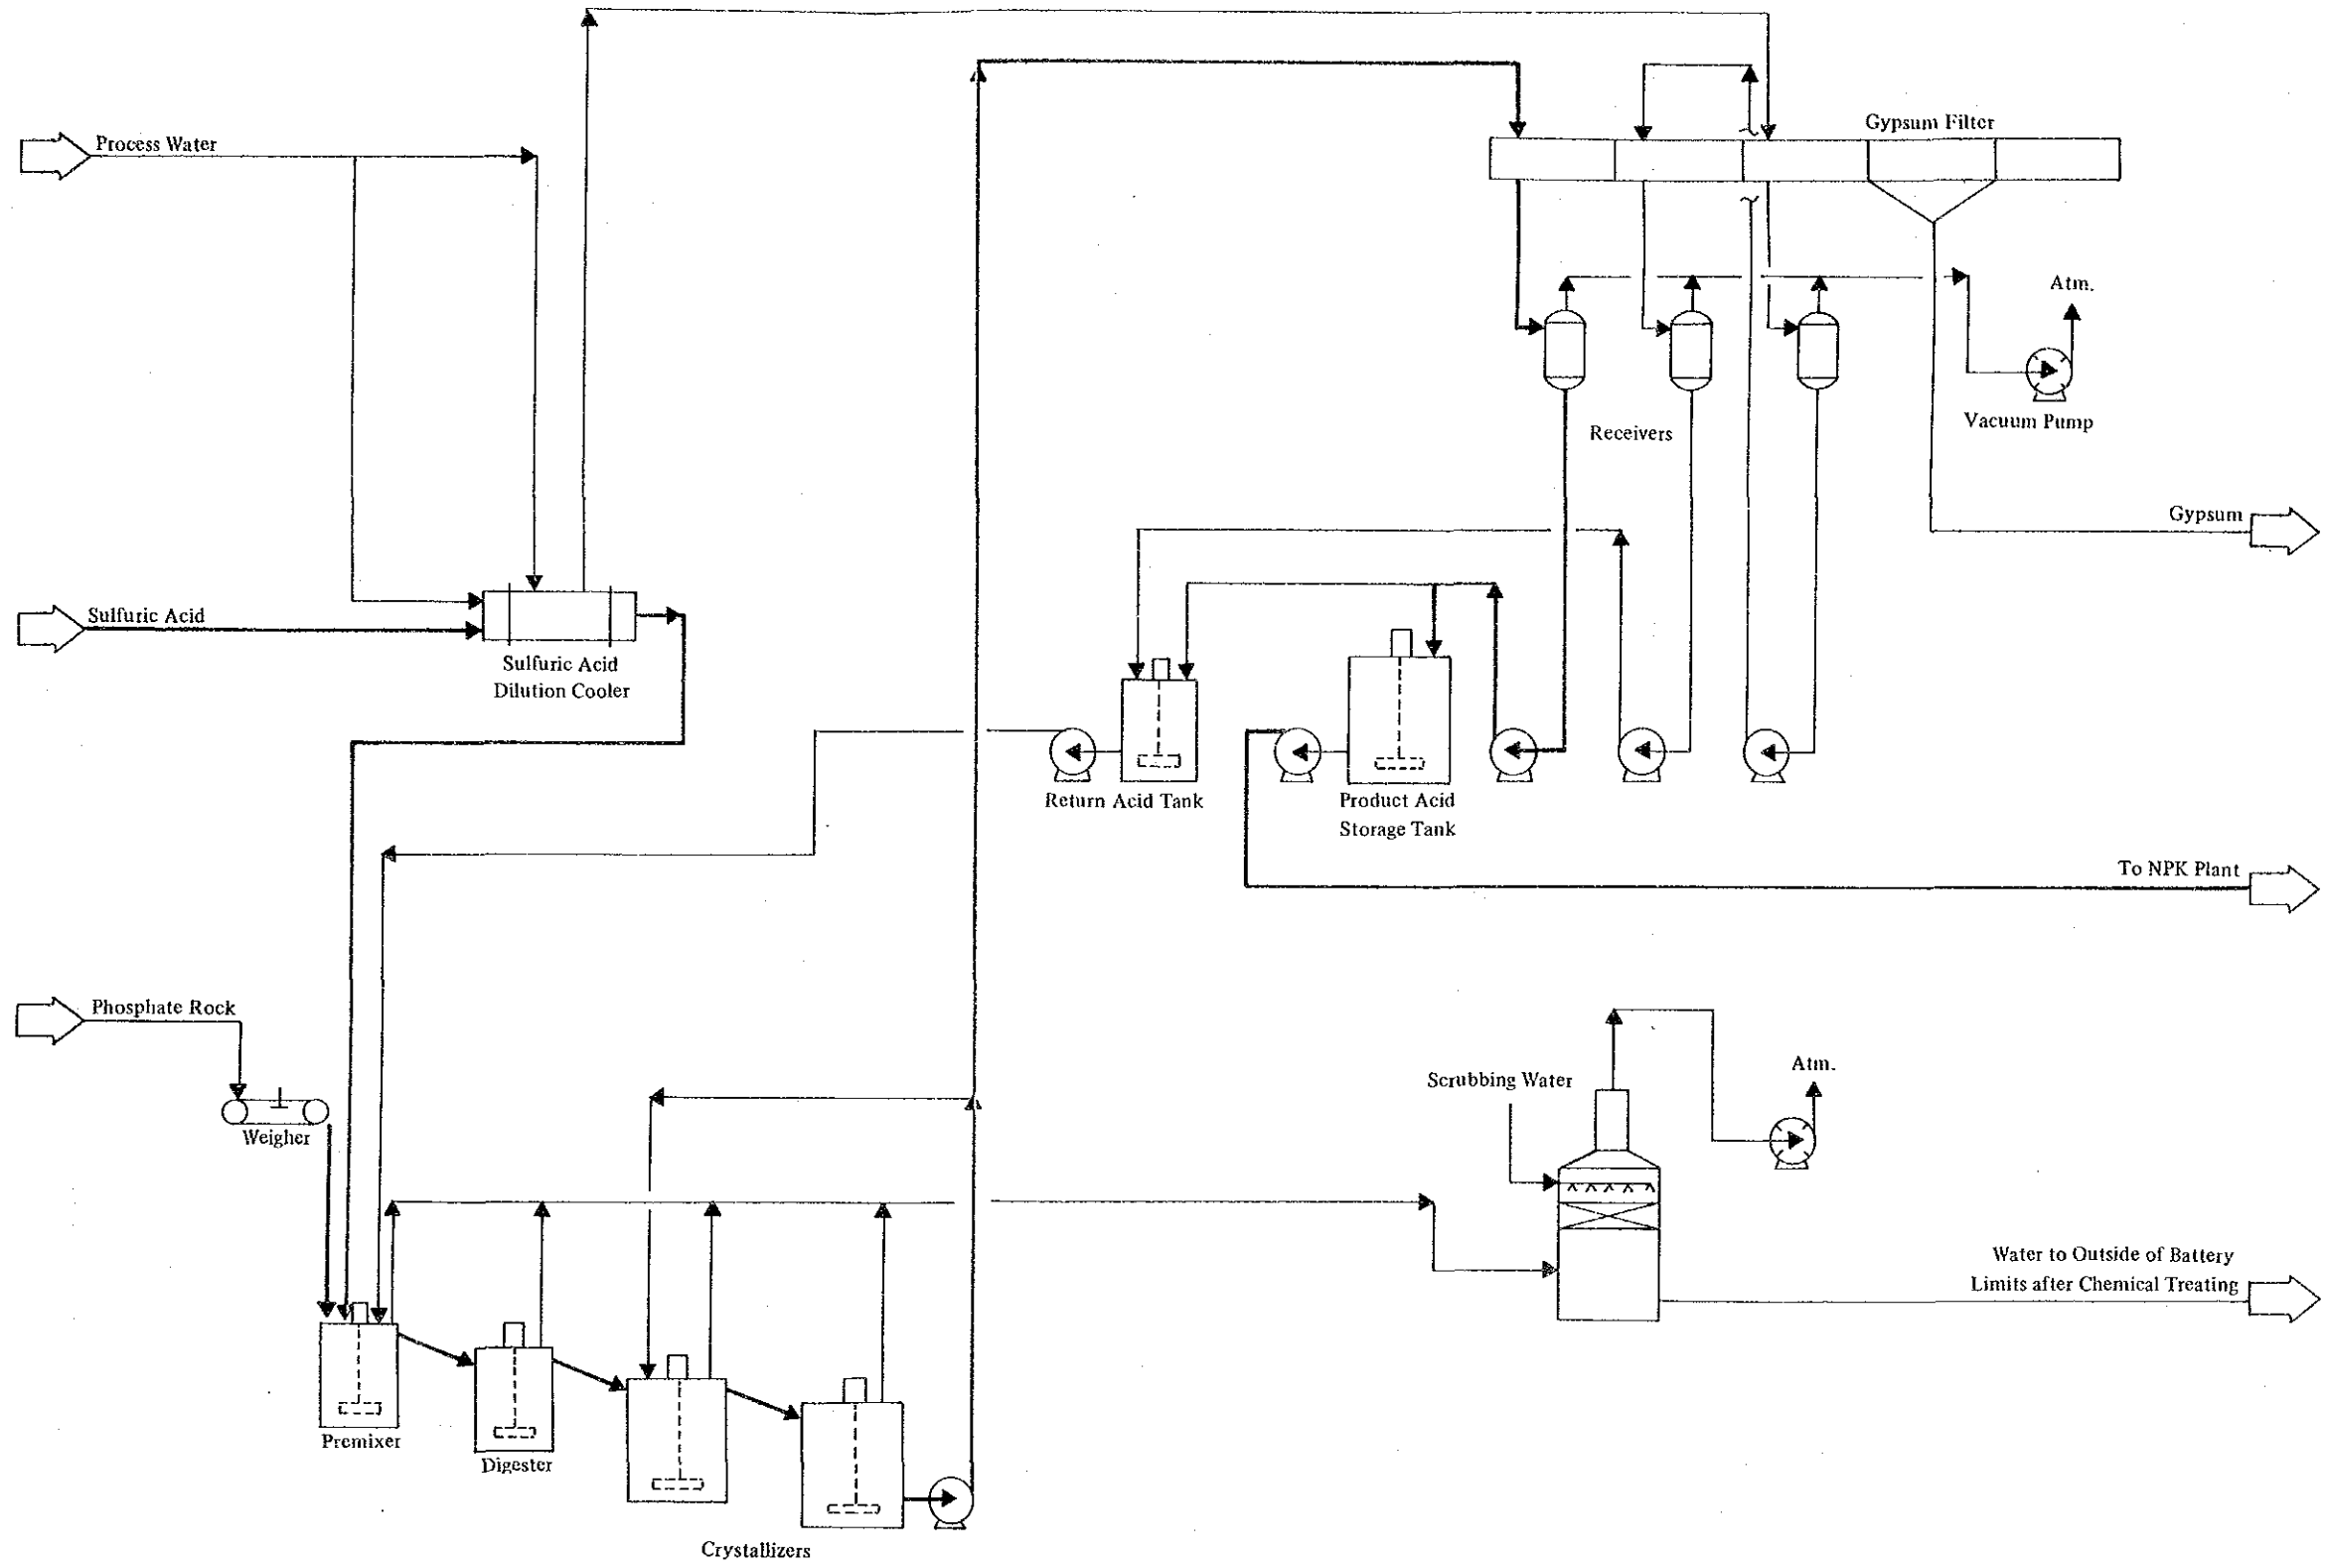 Gypsum Filter
Process Water
Atm.
Vacuum Pump
Receivers
Gypsum
Sulfuric Acid
Sulfuric Acid
Dilution Cooler
Return Acid Tank
Product Acid
Storage Tank
To NPK Plant
Phosphate Rock
Atm.
Scrubbing Water
Weigher
Water to Outside of Battery
Limits after Chemical Treating
Premixer
Digester
Crystallizers